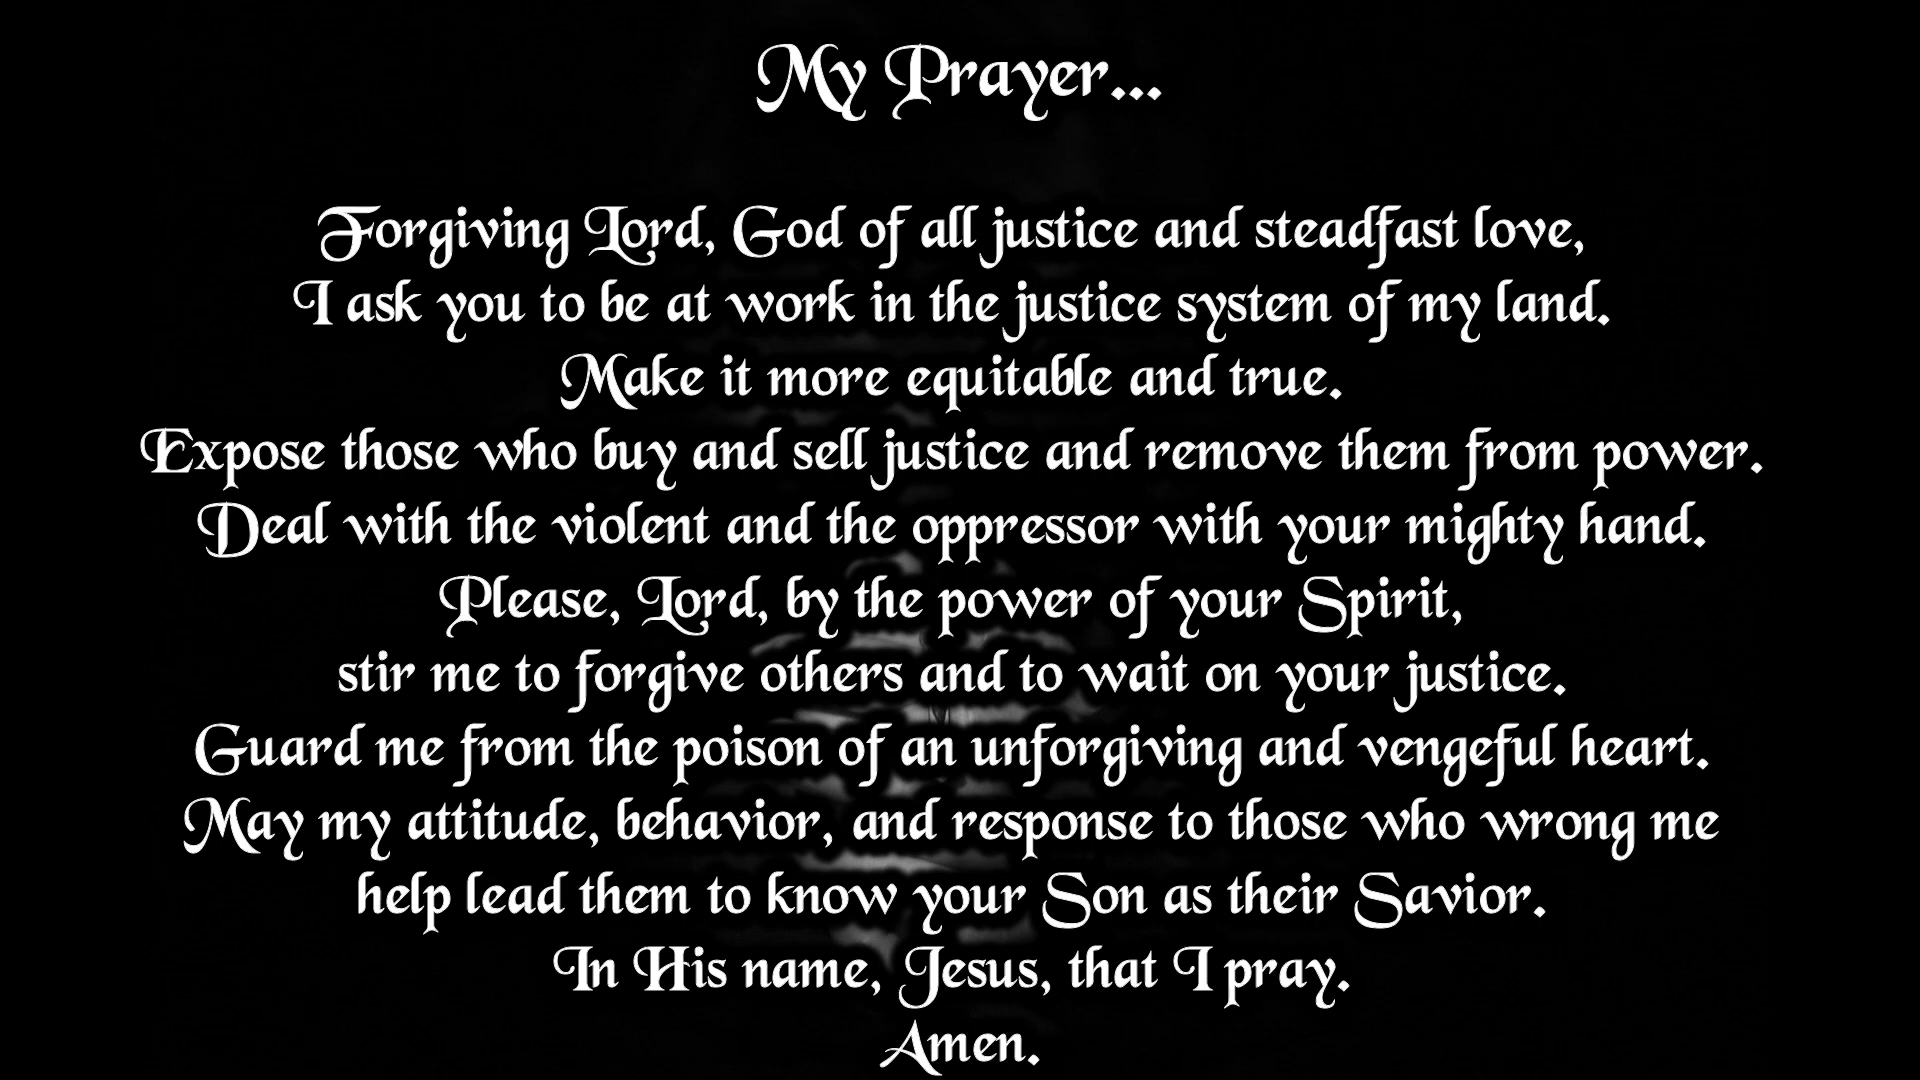 My Prayer...
Forgiving Lord, God of all justice and steadfast love,
I ask you to be at work in the justice system of my land.
Make it more equitable and true.
Expose those who buy and sell justice and remove them from power.
Deal with the violent and the oppressor with your mighty hand.
Please, Lord, by the power of your Spirit,
stir me to forgive others and to wait on your justice.
Guard me from the poison of an unforgiving and vengeful heart.
May my attitude, behavior, and response to those who wrong me
help lead them to know your Son as their Savior.
In His name, Jesus, that I pray.
Amen.